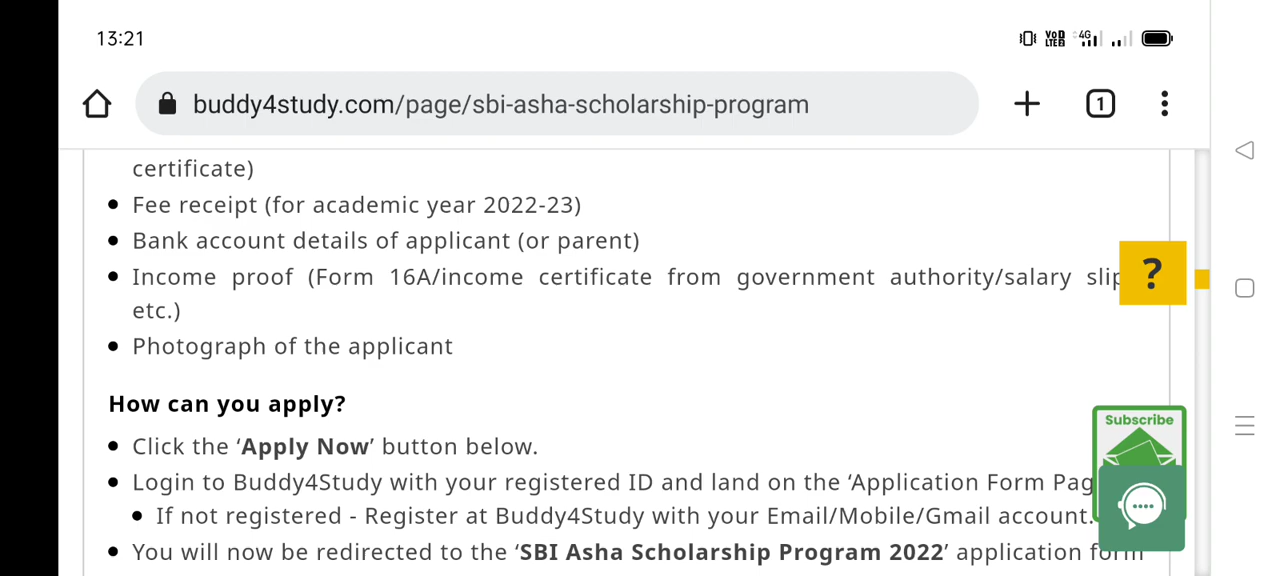 13:21
VoD
LTE2
4G
buddy4study.com/page/sbi-asha-scholarship-program
1
certificate)
Fee receipt (for academic year 2022-23)
Bank account details of applicant (or parent)
Income proof (Form 16A/income certificate from government authority/salary slip
etc.)
?
Photograph of the applicant
How can you apply?
Subscribe
Click the ‘Apply Now’ button below.
Login to Buddy4Study with your registered ID and land on the ‘Application Form Pag
If not registered - Register at Buddy4Study with your Email/Mobile/Gmail account.
You will now be redirected to the ‘SBI Asha Scholarship Program 2022’ application form